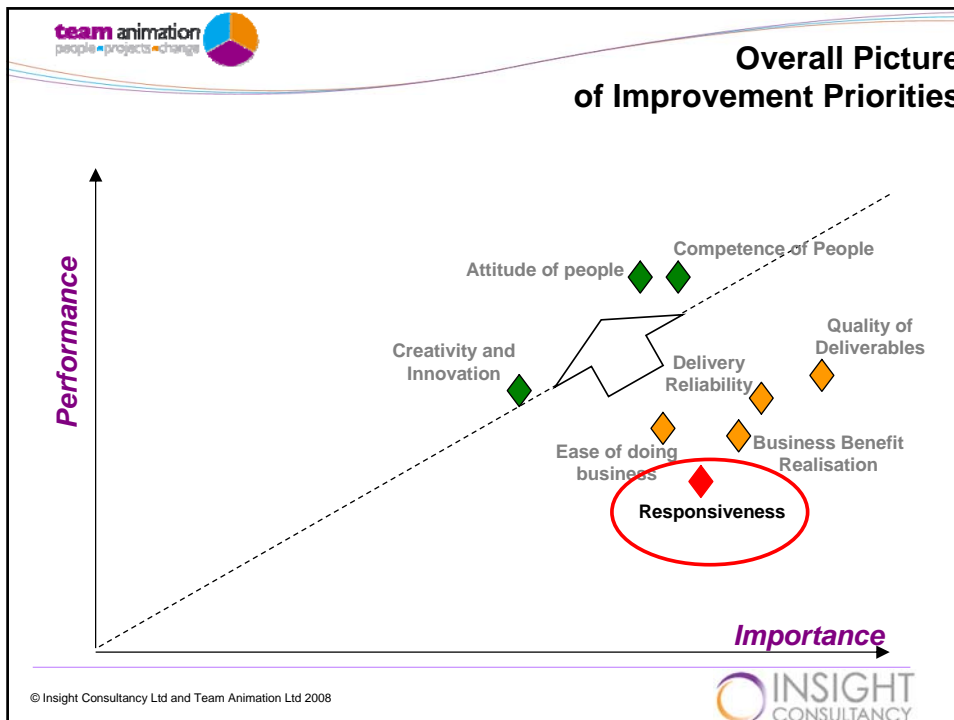 team animation
people projects change
Overall Picture
of Improvement Priorities
Performance
Competence of People
Attitude of people
Quality of
Deliverables
Creativity and
Innovation
Delivery
Reliability
Ease of doing
business
Business Benefit
Realisation
Responsiveness
Importance
© Insight Consultancy Ltd and Team Animation Ltd 2008
INSIGHT
CONSULTANCY